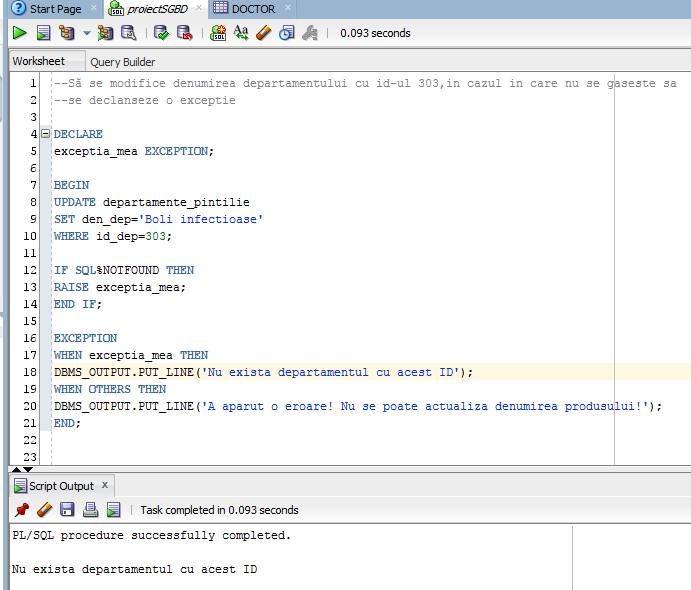 Start Page
proiectSGBD
DOCTOR
0.093 seconds
Worksheet
Query Builder
1 --Să se modifice denumirea departamentului cu id-ul 303,in cazul in care nu se gaseste sa
2 --se declanseze o exceptie
3
4 DECLARE
5 exceptia_mea EXCEPTION;
6
7 BEGIN
8 UPDATE departamente_pintilie
9 SET den_dep='Boli infectioase'
10 WHERE id_dep=303;
11
12 IF SQL%NOTFOUND THEN
13 RAISE exceptia_mea;
14 END IF;
15
16 EXCEPTION
17 WHEN exceptia_mea THEN
18 DBMS_OUTPUT.PUT_LINE('Nu exista departamentul cu acest ID');
19 WHEN OTHERS THEN
20 DBMS_OUTPUT.PUT_LINE('A aparut o eroare! Nu se poate actualiza denumirea produsului!');
21 END;
22
23
Script Output
Task completed in 0.093 seconds
PL/SQL procedure successfully completed.
Nu exista departamentul cu acest ID